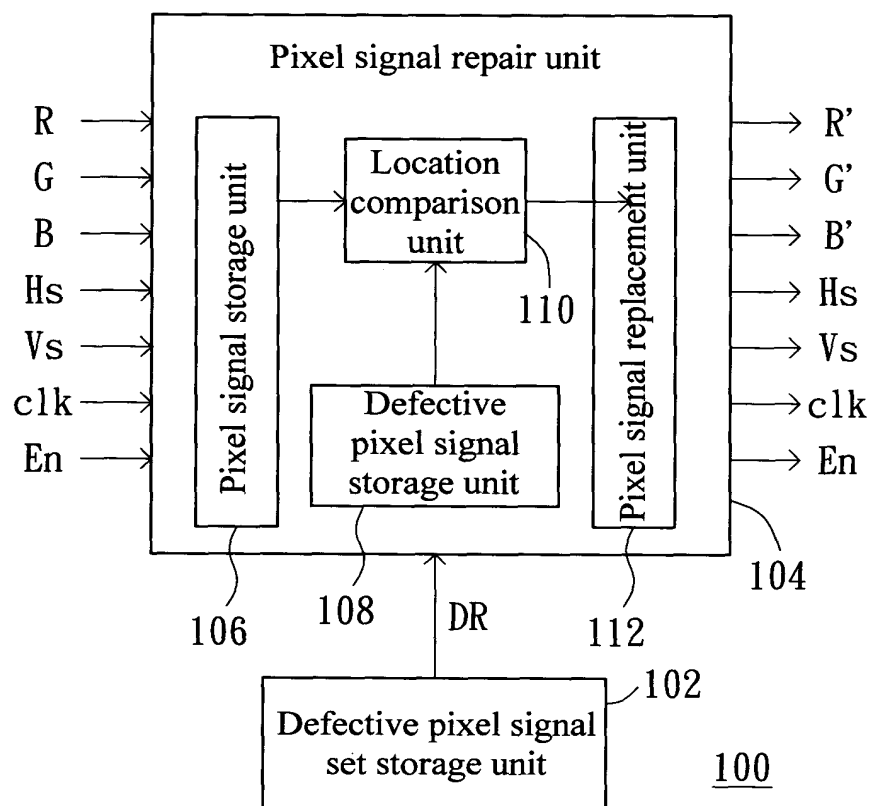 Pixel signal repair unit
R
G
B
Hs
Vs
clk
En
Pixel signal storage unit
Location
comparison
unit
110
Defective
pixel signal
storage unit
Pixel signal replacement unit
R'
G'
B'
Hs
Vs
clk
En
106
108
112
104
DR
102
Defective pixel signal
set storage unit
100